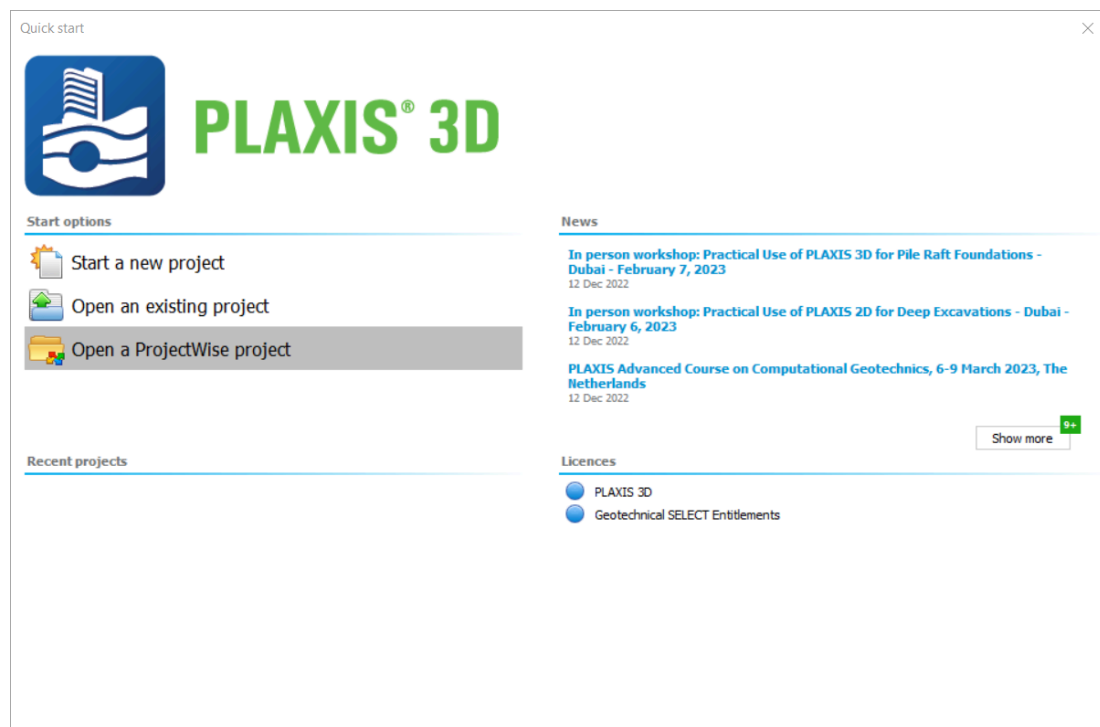 Quick start
PLAXIS® 3D
Start options
Start a new project
Open an existing project
Open a ProjectWise project
Recent projects
News
In person workshop: Practical Use of PLAXIS 3D for Pile Raft Foundations -
Dubai - February 7, 2023
12 Dec 2022
In person workshop: Practical Use of PLAXIS 2D for Deep Excavations - Dubai -
February 6, 2023
12 Dec 2022
PLAXIS Advanced Course on Computational Geotechnics, 6-9 March 2023, The
Netherlands
12 Dec 2022
9+
Show more
Licences
PLAXIS 3D
Geotechnical SELECT Entitlements